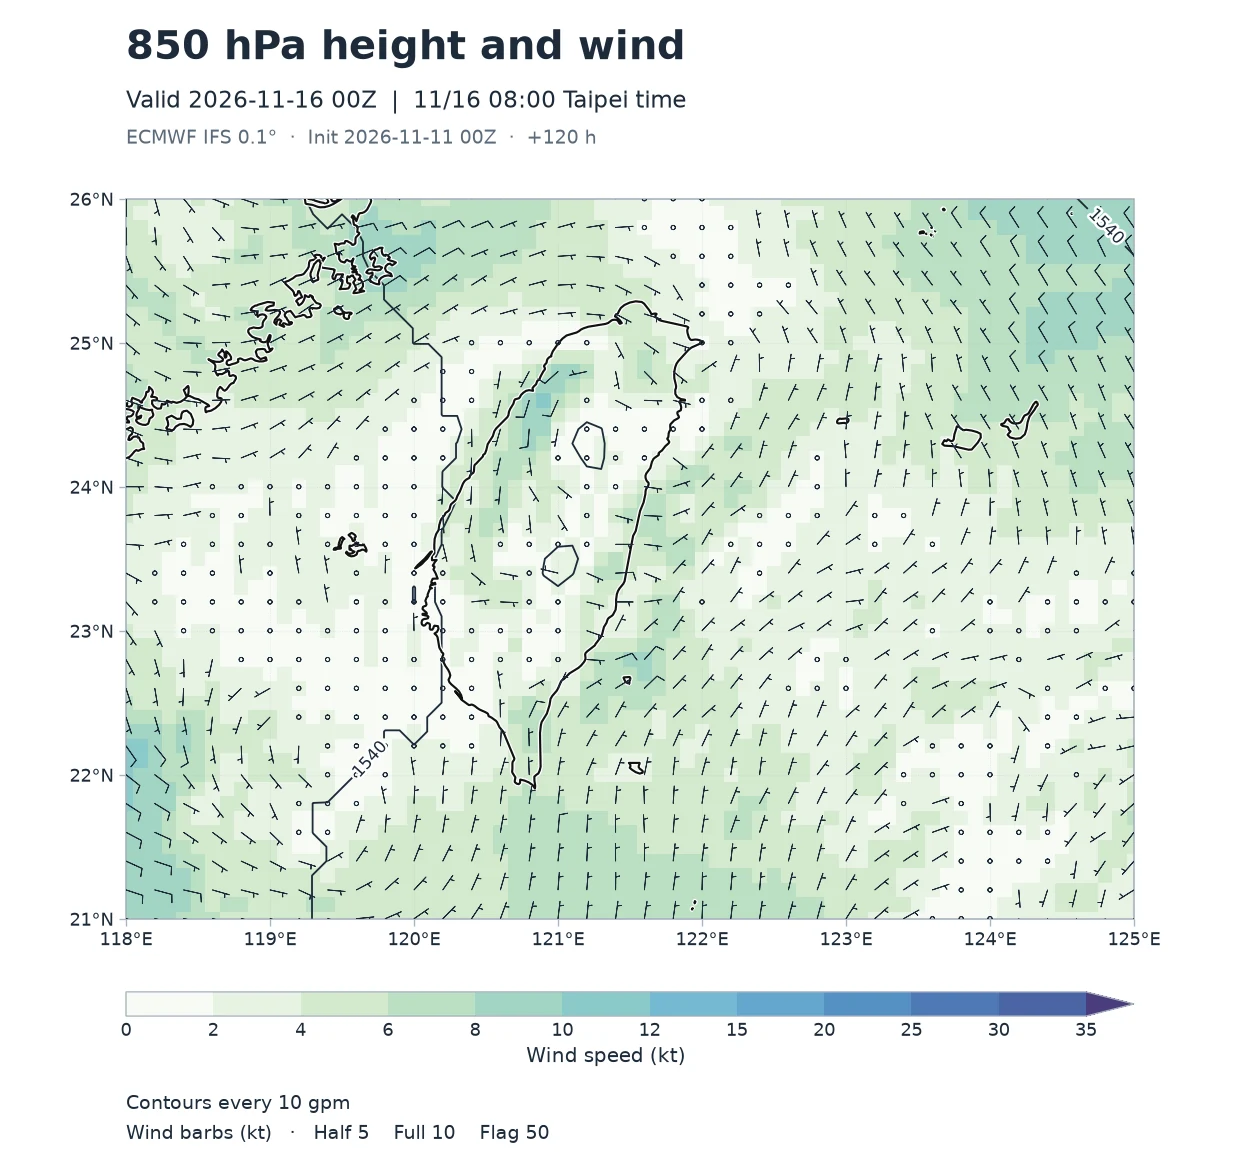 850 hPa height and wind
Valid 2026-11-16 00Z | 11/16 08:00 Taipei time
ECMWF IFS 0.1° · Init 2026-11-11 00Z · +120 h
26°N
25°N
24°N
23°N
22°N
21°N
1540
1540
118°E 119°E 120°E 121°E 122°E 123°E 124°E 125°E
0 2 4 6 8 10 12 15 20 25 30 35
Wind speed (kt)
Contours every 10 gpm
Wind barbs (kt) · Half 5 Full 10 Flag 50